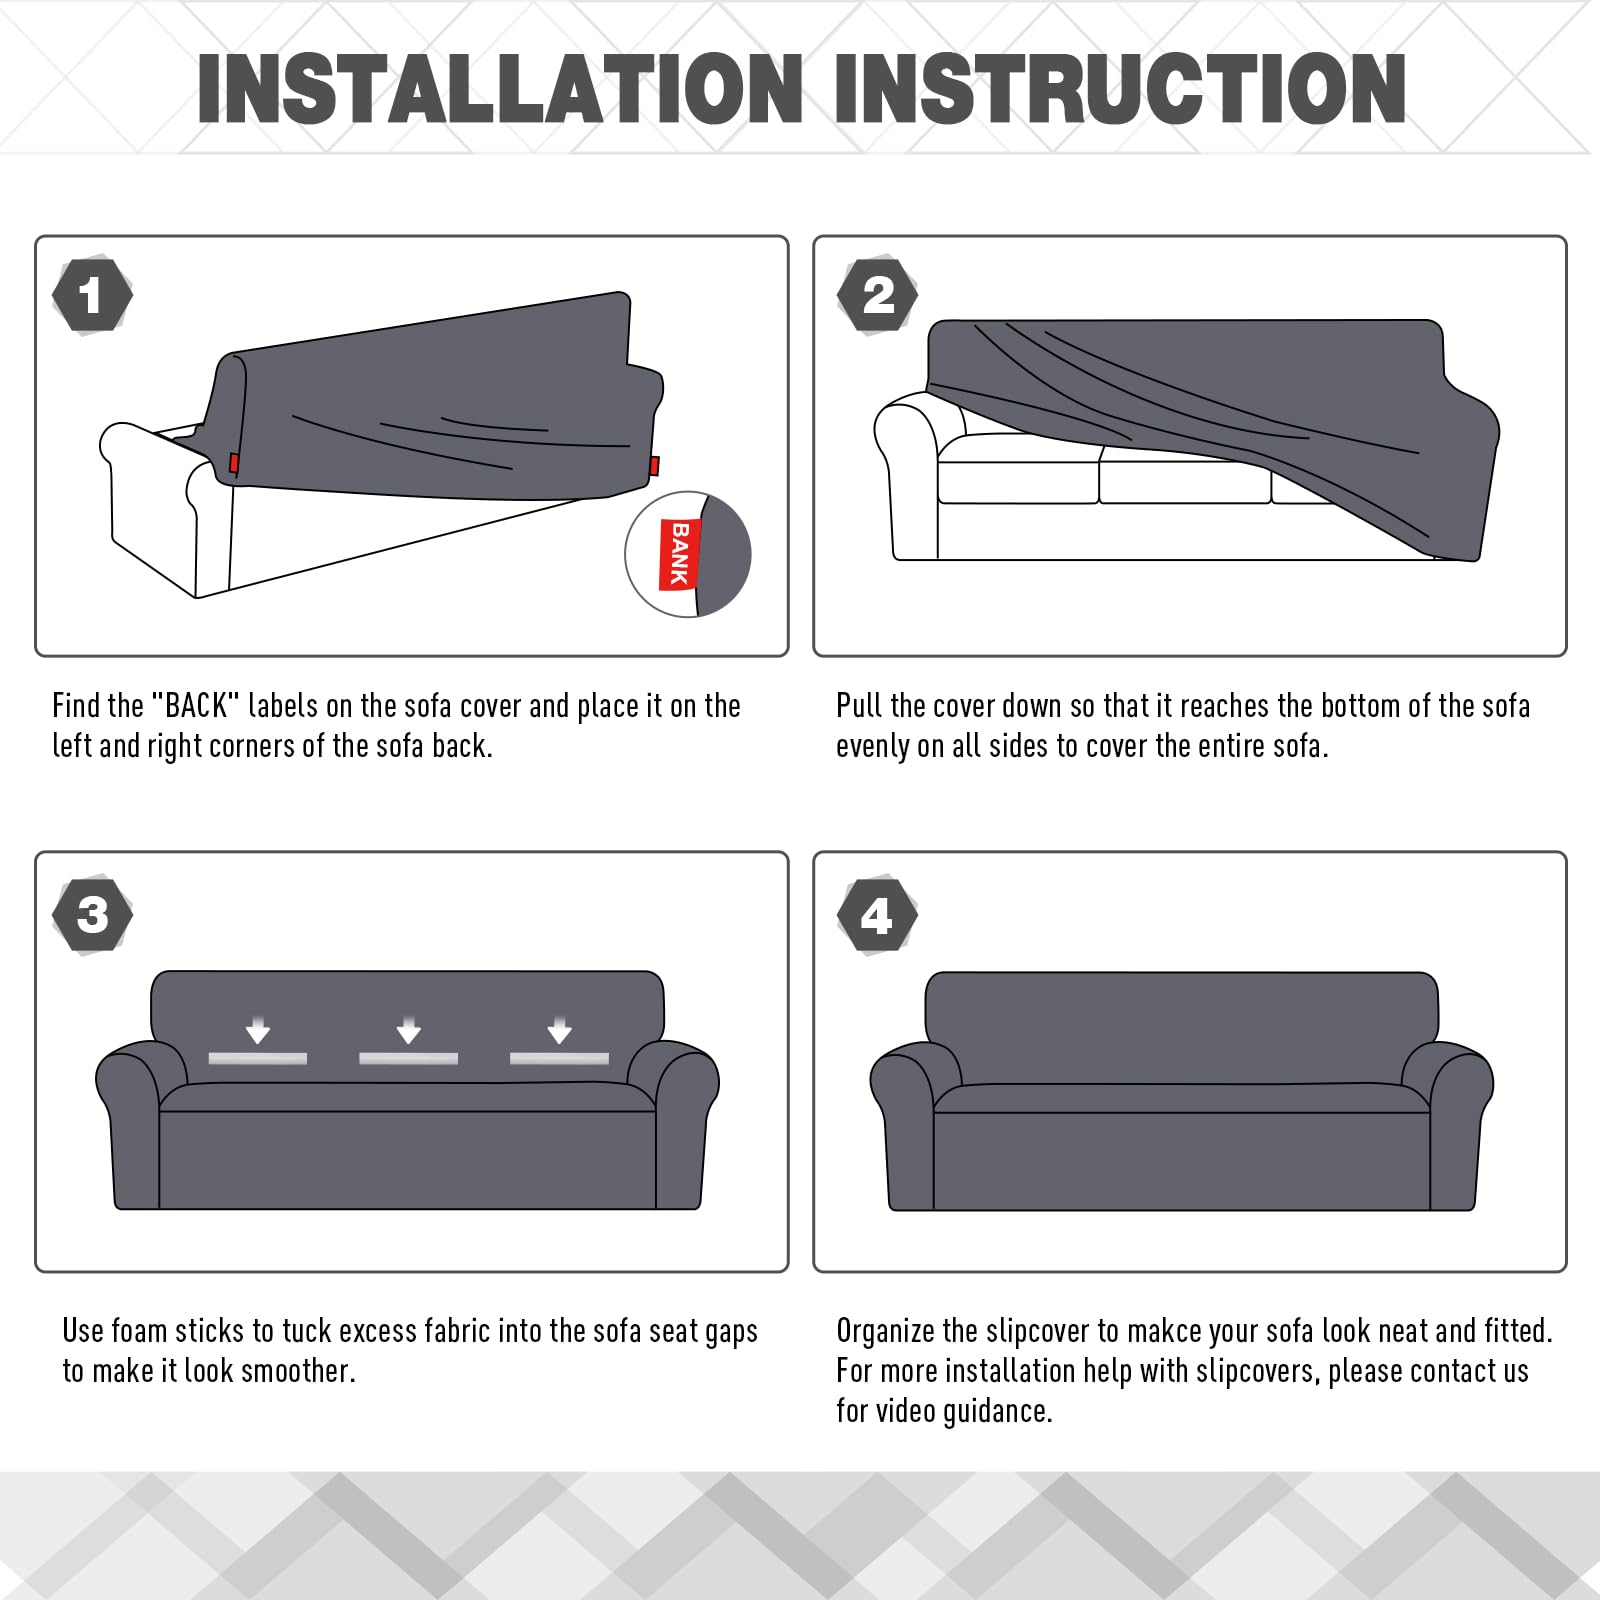 INSTALLATION INSTRUCTION
1
BANK
Find the "BACK" labels on the sofa cover and place it on the
left and right corners of the sofa back.
2
Pull the cover down so that it reaches the bottom of the sofa
evenly on all sides to cover the entire sofa.
3
Use foam sticks to tuck excess fabric into the sofa seat gaps
to make it look smoother.
4
Organize the slipcover to makce your sofa look neat and fitted.
For more installation help with slipcovers, please contact us
for video guidance.